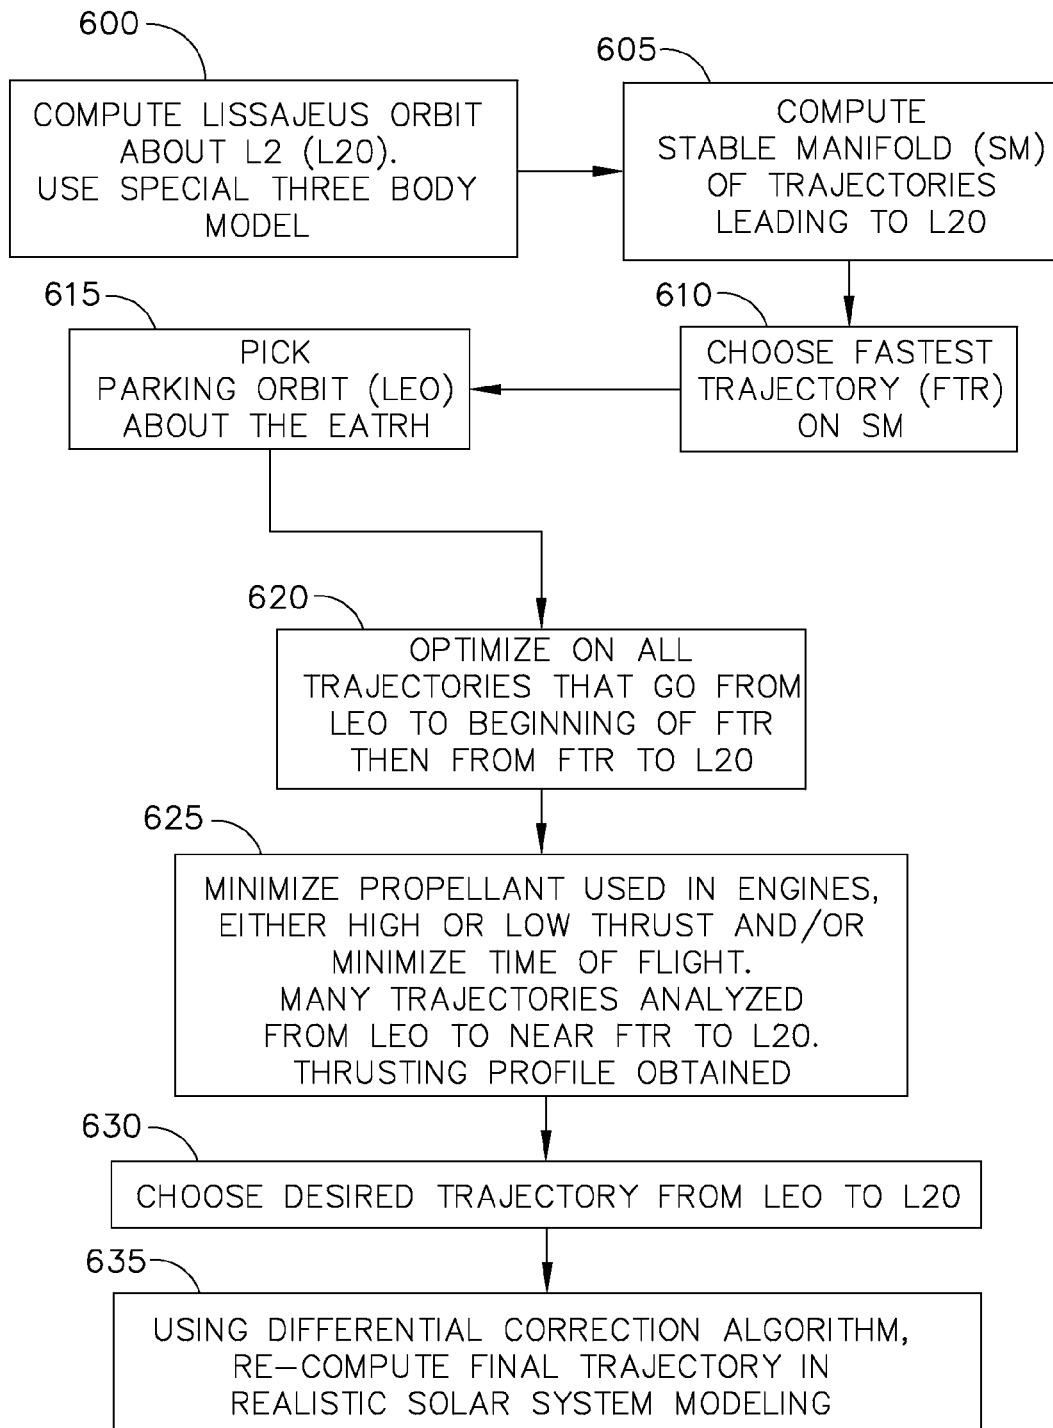 600
COMPUTE LISSAJEUS ORBIT
ABOUT L2 (L20).
USE SPECIAL THREE BODY
MODEL
605
COMPUTE
STABLE MANIFOLD (SM)
OF TRAJECTORIES
LEADING TO L20
610
CHOOSE FASTEST
TRAJECTORY (FTR)
ON SM
615
PICK
PARKING ORBIT (LEO)
ABOUT THE EATRH
620
OPTIMIZE ON ALL
TRAJECTORIES THAT GO FROM
LEO TO BEGINNING OF FTR
THEN FROM FTR TO L20
625
MINIMIZE PROPELLANT USED IN ENGINES,
EITHER HIGH OR LOW THRUST AND/OR
MINIMIZE TIME OF FLIGHT.
MANY TRAJECTORIES ANALYZED
FROM LEO TO NEAR FTR TO L20.
THRUSTING PROFILE OBTAINED
630
CHOOSE DESIRED TRAJECTORY FROM LEO TO L20
635
USING DIFFERENTIAL CORRECTION ALGORITHM,
RE-COMPUTE FINAL TRAJECTORY IN
REALISTIC SOLAR SYSTEM MODELING